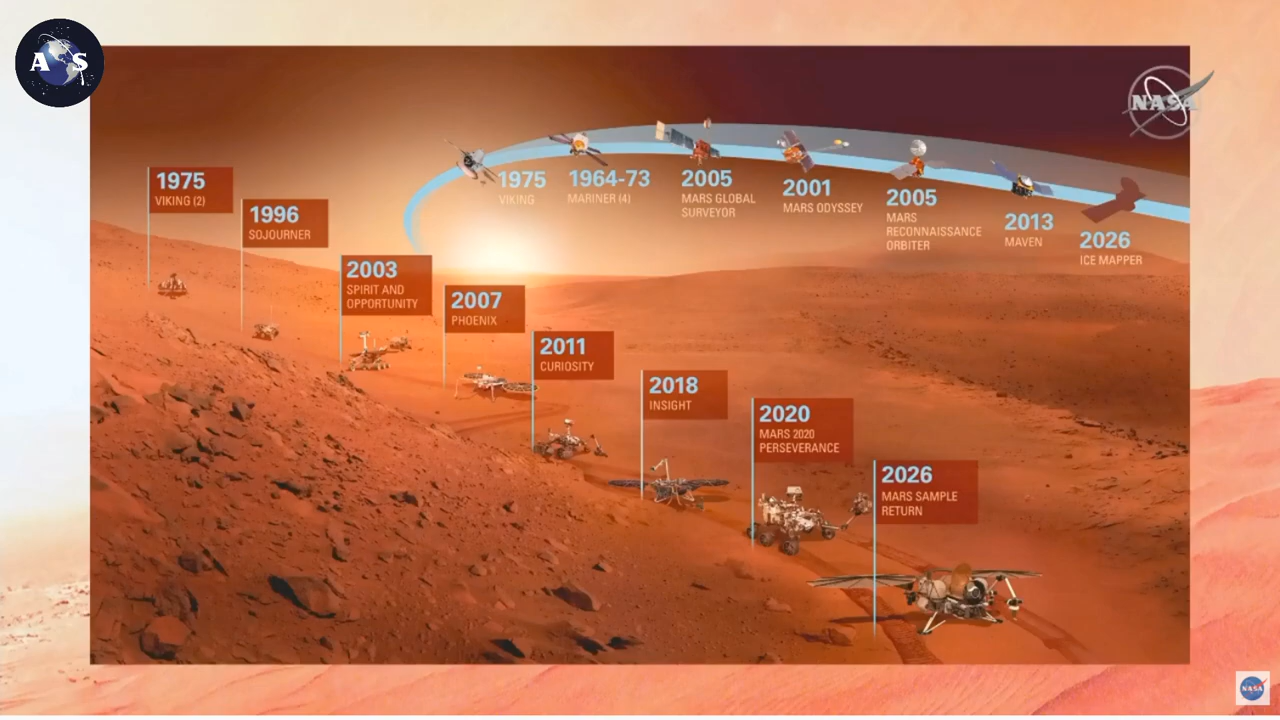 A S
NASA
1975
VIKING (2)
1996
SOJOURNER
2003
SPIRIT AND
OPPORTUNITY
2007
PHOENIX
2011
CURIOSITY
2018
INSIGHT
2020
MARS 2020
PERSEVERANCE
2026
MARS SAMPLE
RETURN
1975
VIKING
1964-73
MARINER (4)
2005
MARS GLOBAL
SURVEYOR
2001
MARS ODYSSEY
2005
MARS
RECONNAISSANCE
ORBITER
2013
MAVEN
2026
ICE MAPPER
NASA